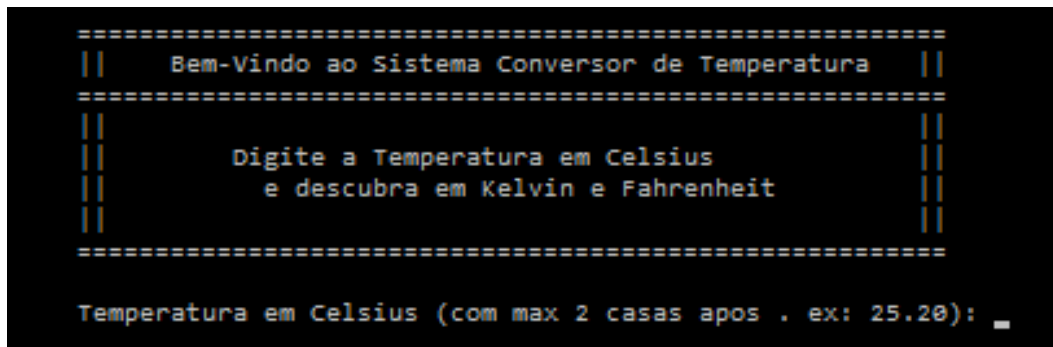 ========================================================
||    Bem-Vindo ao Sistema Conversor de Temperatura   ||
========================================================
||                                                    ||
||        Digite a Temperatura em Celsius             ||
||          e descubra em Kelvin e Fahrenheit         ||
||                                                    ||
========================================================
Temperatura em Celsius (com max 2 casas apos . ex: 25.20): _